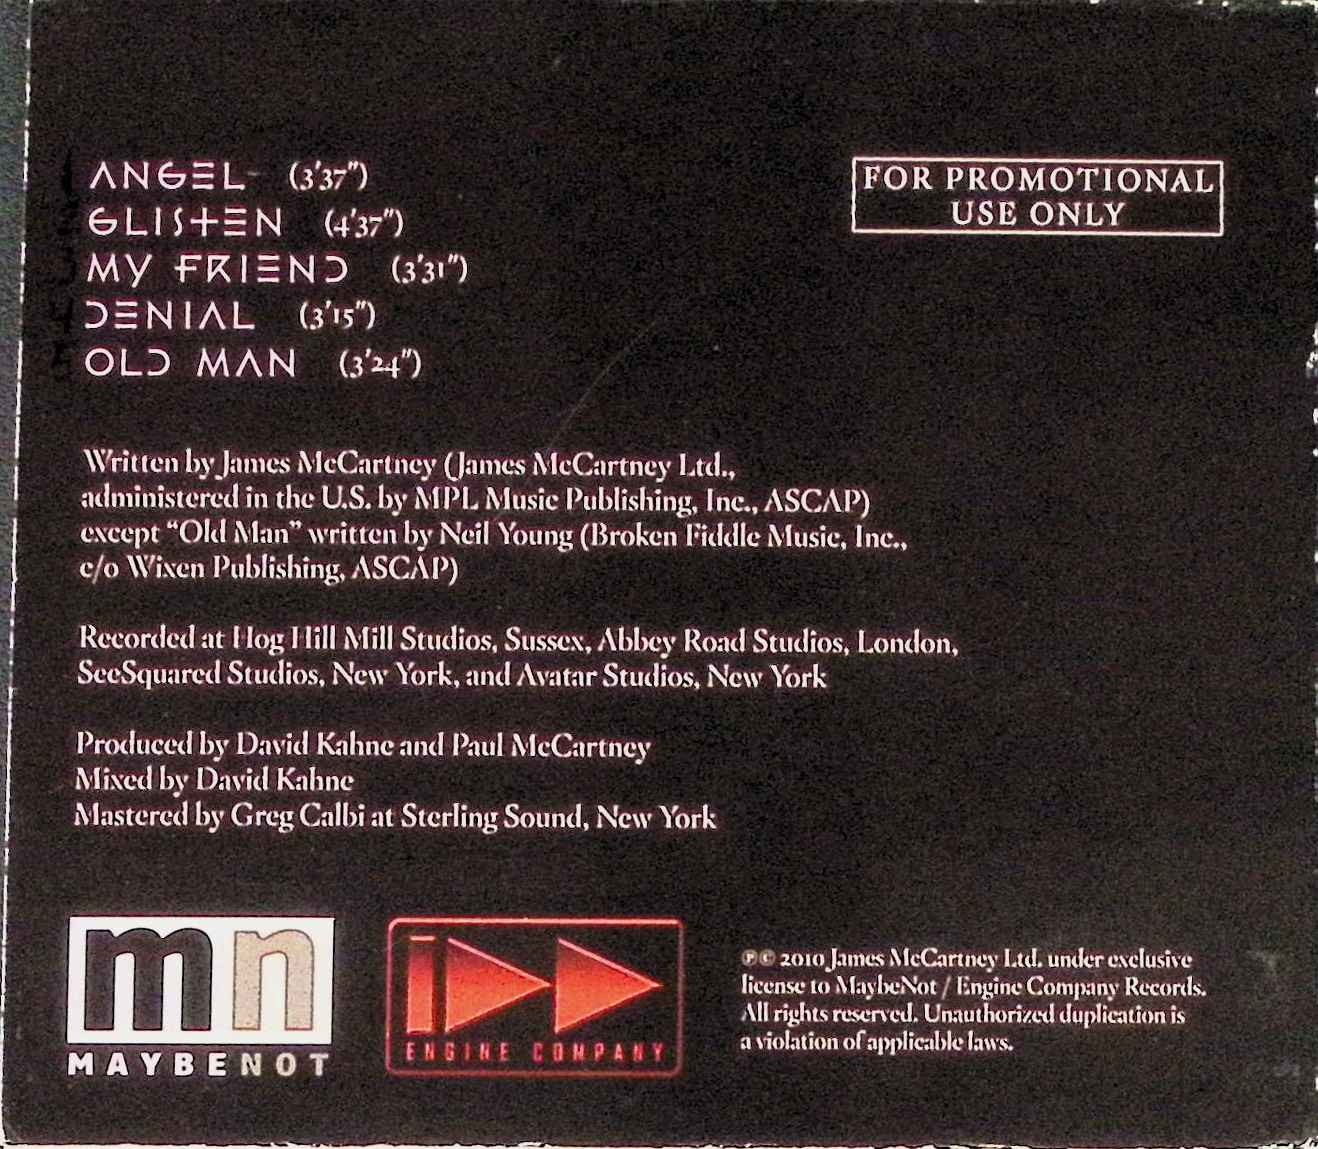 ANGEL (3'37")
GLISTEN (4'37")
MY FRIEND (3'31")
DENIAL (3'15")
OLD MAN (3'24")
FOR PROMOTIONAL
USE ONLY
Written by James McCartney (James McCartney Ltd.,
administered in the U.S. by MPL Music Publishing, Inc., ASCAP)
except “Old Man” written by Neil Young (Broken Fiddle Music, Inc.,
c/o Wixen Publishing, ASCAP)
Recorded at Hog Hill Mill Studios, Sussex, Abbey Road Studios, London,
SeeSquared Studios, New York, and Avatar Studios, New York
Produced by David Kahne and Paul McCartney
Mixed by David Kahne
Mastered by Greg Calbi at Sterling Sound, New York
mn
MAYBENOT
ENGINE COMPANY
℗© 2010 James McCartney Ltd. under exclusive
license to MaybeNot / Engine Company Records.
All rights reserved. Unauthorized duplication is
a violation of applicable laws.